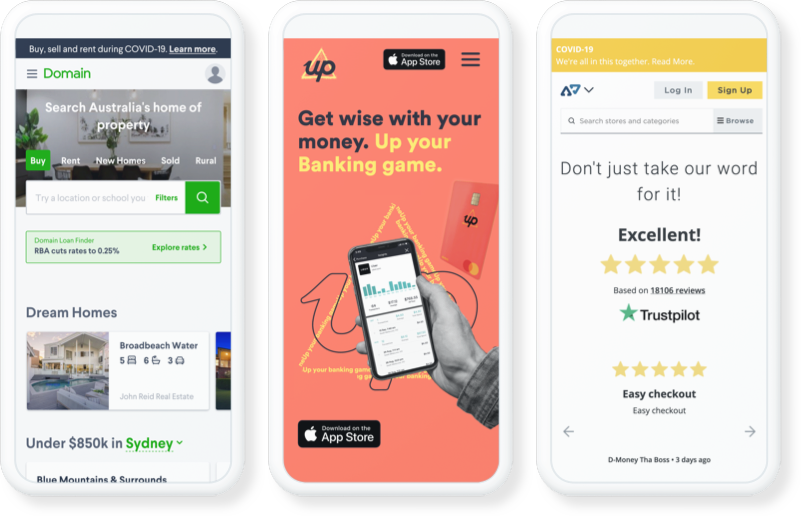 Buy, sell and rent during COVID-19. Learn more.
Domain
Search Australia's home of
property
Buy Rent New Homes Sold Rural
Try a location or school you Filters
Domain Loan Finder
RBA cuts rates to 0.25%
Explore rates >
Dream Homes
Broadbeach Water
5 6 3
John Reid Real Estate
Under $850k in Sydney
Blue Mountains & Surrounds
up
Download on the
App Store
Get wise with your
money. Up your
Banking game.
up
Up your banking game
Download on the
App Store
COVID-19
We're all in this together. Read More.
Log In Sign Up
Search stores and categories Browse
Don't just take our word
for it!
Excellent!
Based on 18106 reviews
Trustpilot
Easy checkout
Easy checkout
D-Money Tha Boss • 3 days ago